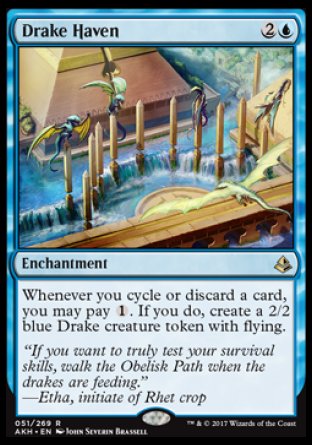 Drake Haven 2
Enchantment
Whenever you cycle or discard a card,
you may pay 1. If you do, create a 2/2
blue Drake creature token with flying.
“If you want to truly test your survival
skills, walk the Obelisk Path when the
drakes are feeding.”
—Etha, initiate of Rhet crop
051/269 R
AKH • EN John Severin Brassell
™ & © 2017 Wizards of the Coast